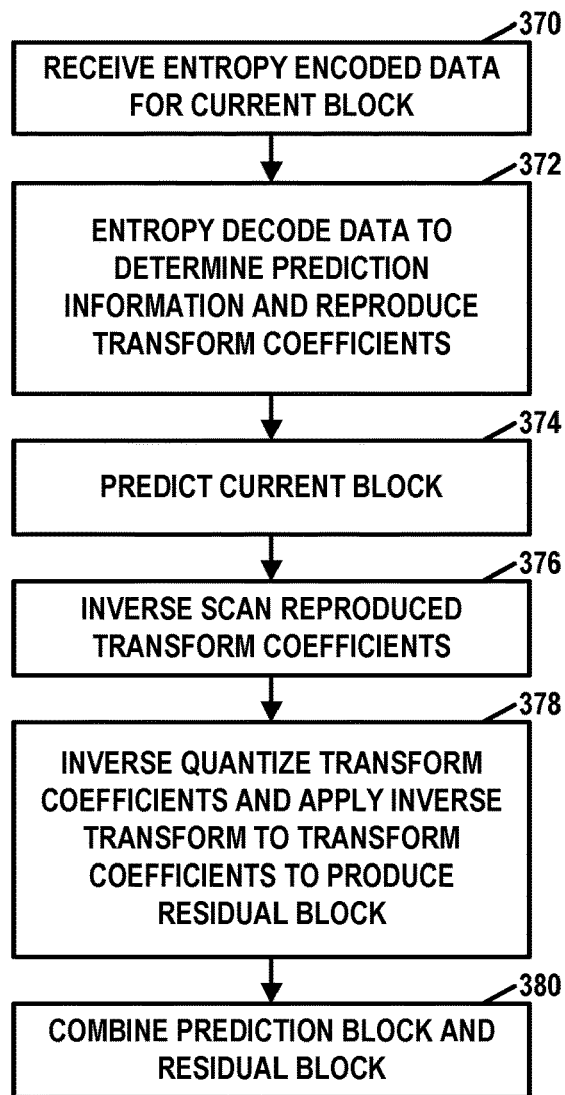 370
RECEIVE ENTROPY ENCODED DATA
FOR CURRENT BLOCK
372
ENTROPY DECODE DATA TO
DETERMINE PREDICTION
INFORMATION AND REPRODUCE
TRANSFORM COEFFICIENTS
374
PREDICT CURRENT BLOCK
376
INVERSE SCAN REPRODUCED
TRANSFORM COEFFICIENTS
378
INVERSE QUANTIZE TRANSFORM
COEFFICIENTS AND APPLY INVERSE
TRANSFORM TO TRANSFORM
COEFFICIENTS TO PRODUCE
RESIDUAL BLOCK
380
COMBINE PREDICTION BLOCK AND
RESIDUAL BLOCK